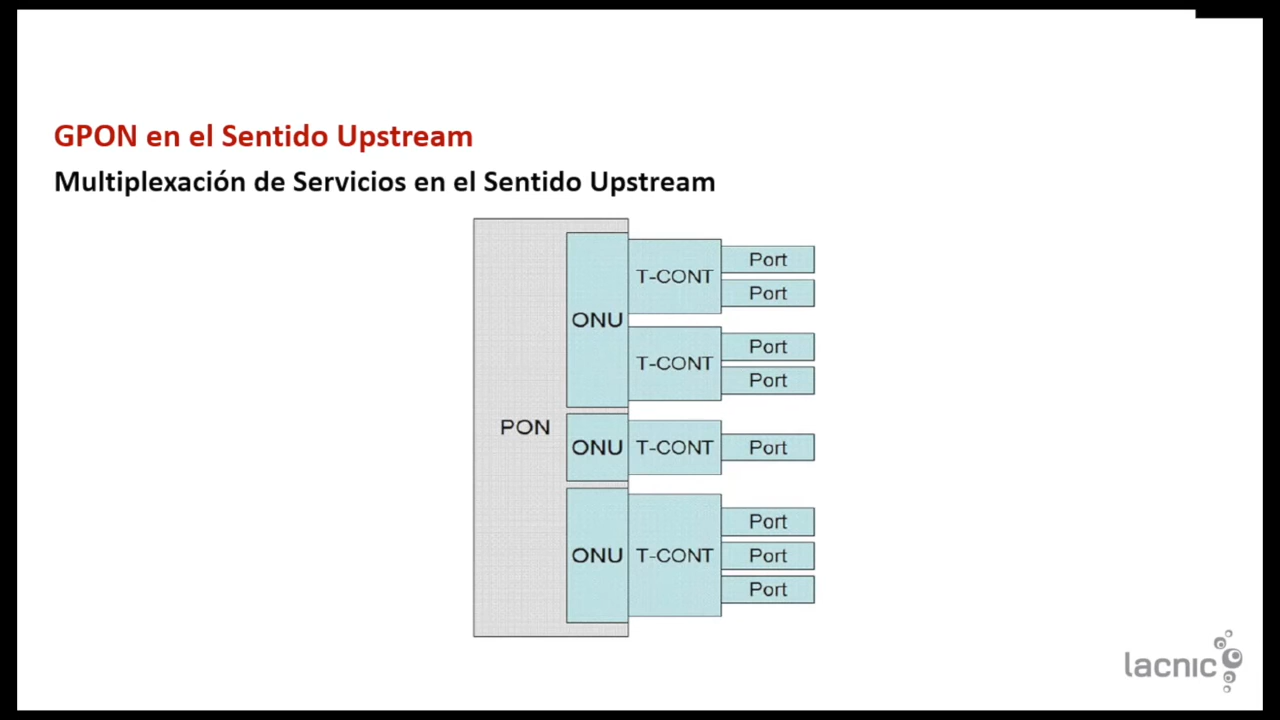 GPON en el Sentido Upstream
Multiplexación de Servicios en el Sentido Upstream
PON
ONU
T-CONT
Port
Port
T-CONT
Port
Port
ONU
T-CONT
Port
ONU
T-CONT
Port
Port
Port
lacnic